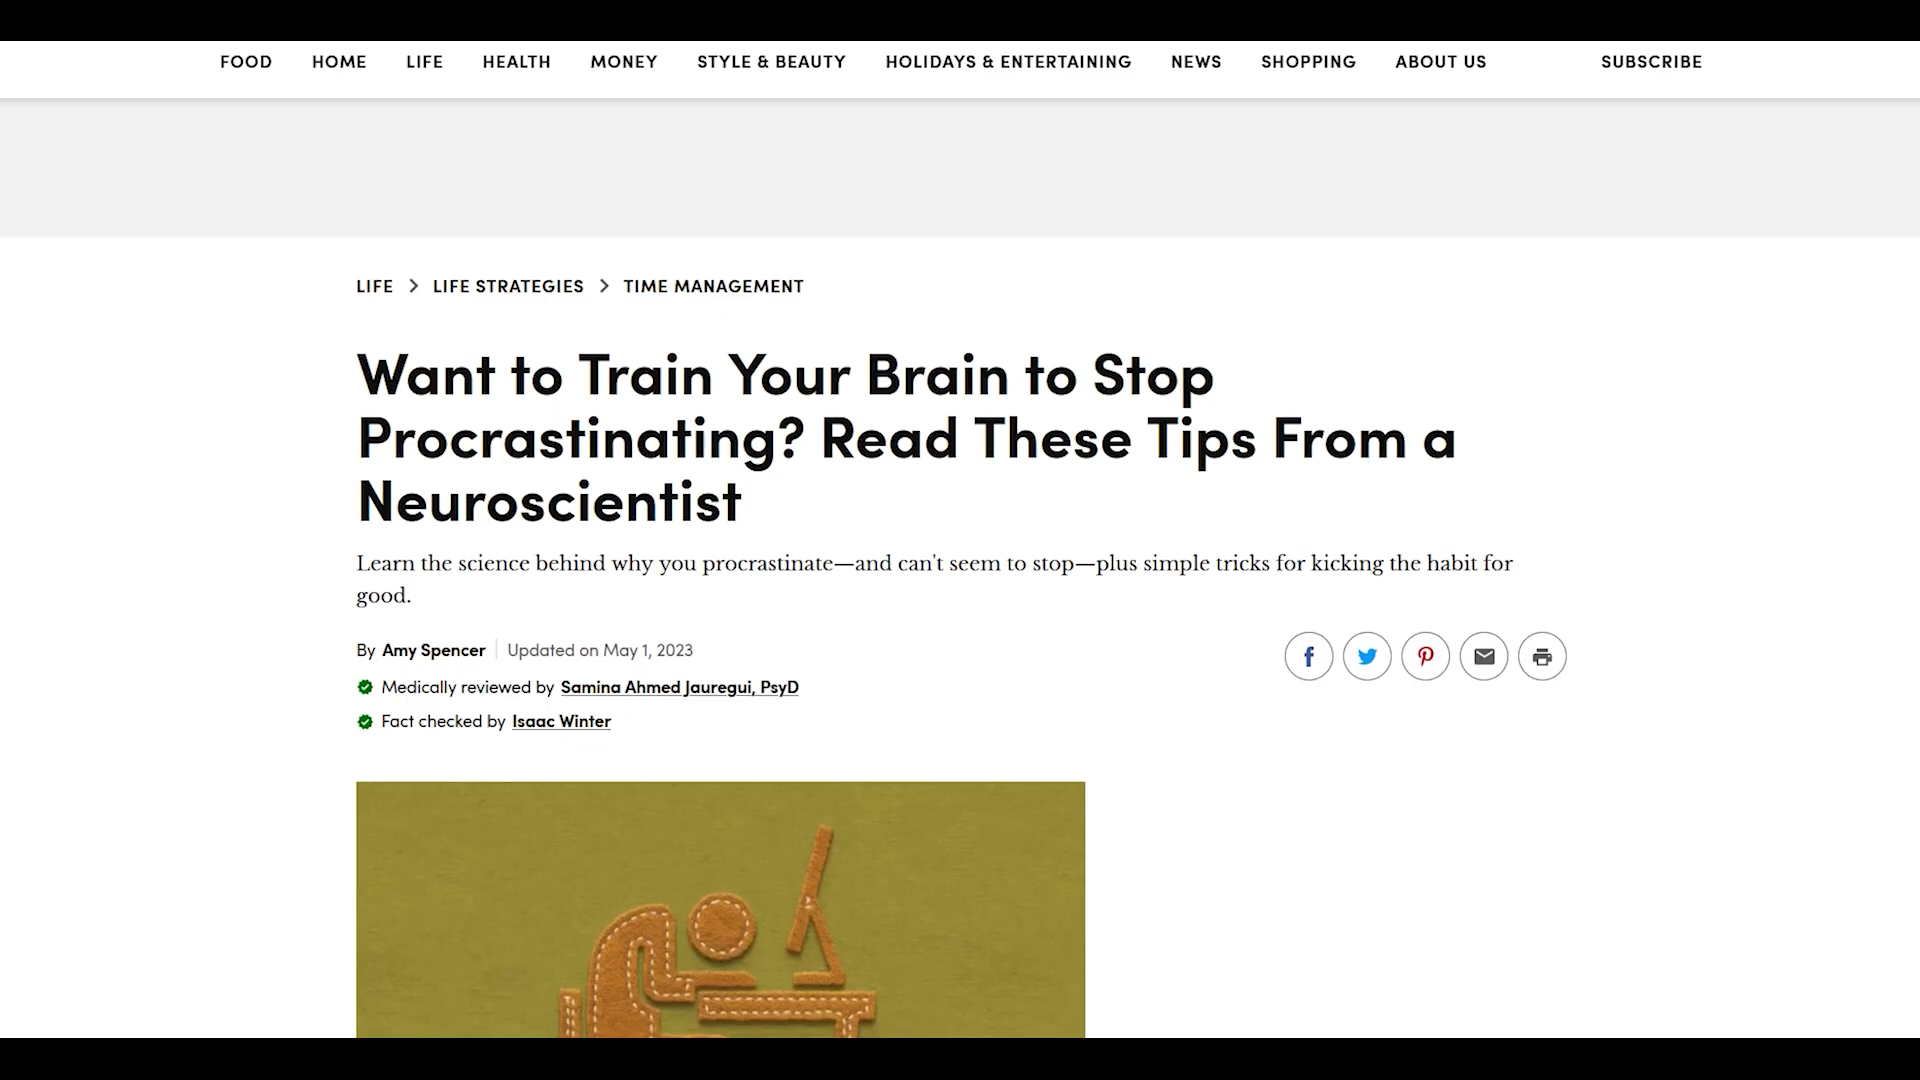 FOOD HOME LIFE HEALTH MONEY STYLE & BEAUTY HOLIDAYS & ENTERTAINING NEWS SHOPPING ABOUT US SUBSCRIBE
LIFE > LIFE STRATEGIES > TIME MANAGEMENT
Want to Train Your Brain to Stop
Procrastinating? Read These Tips From a
Neuroscientist
Learn the science behind why you procrastinate—and can't seem to stop—plus simple tricks for kicking the habit for
good.
By Amy Spencer Updated on May 1, 2023
Medically reviewed by Samina Ahmed Jauregui, PsyD
Fact checked by Isaac Winter